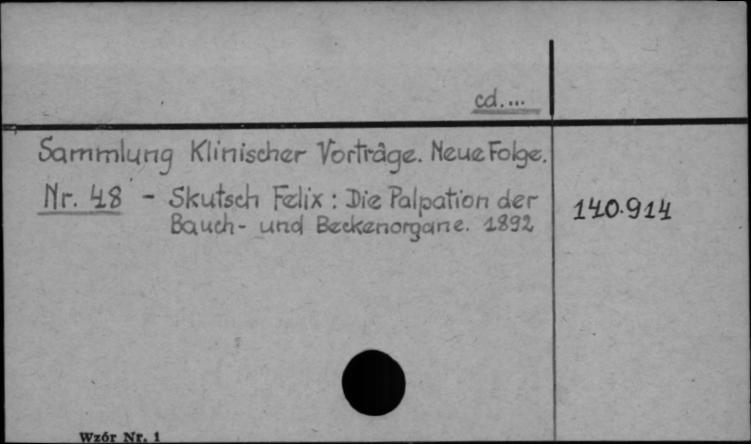 cd....
Sammlung Klinischer Vorträge. Neue Folge.
Nr. 48 - Skutsch Felix : Die Palpation der
Bauch- und Beckenorgane. 1892
140.914
Wzór Nr. 1